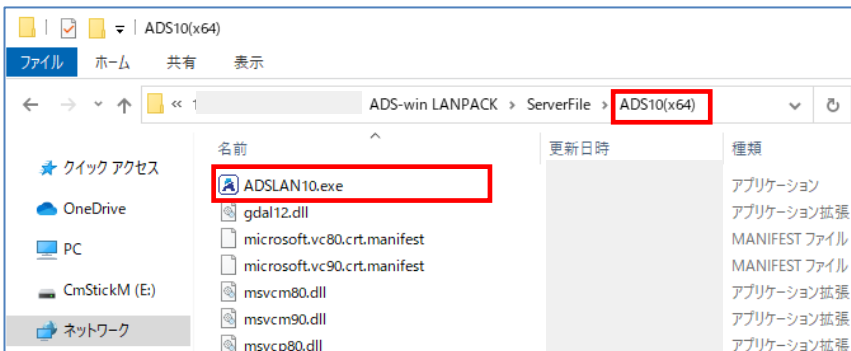 ADS10(x64)
ファイル ホーム 共有 表示
« ADS-win LANPACK > ServerFile > ADS10(x64)
名前 更新日時 種類
クイック アクセス
ADSLAN10.exe アプリケーション
OneDrive
gdal12.dll アプリケーション拡張
microsoft.vc80.crt.manifest MANIFEST ファイル
PC
microsoft.vc90.crt.manifest MANIFEST ファイル
CmStickM (E:)
msvcm80.dll アプリケーション拡張
msvcm90.dll アプリケーション拡張
ネットワーク
msvcp80.dll アプリケーション拡張